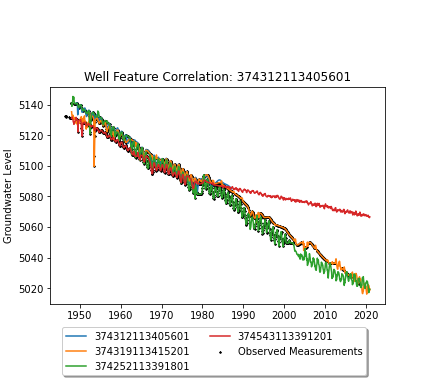 Well Feature Correlation: 374312113405601
5140
5120
5100
5080
5060
5040
5020
Groundwater Level
1950 1960 1970 1980 1990 2000 2010 2020
374312113405601
374319113415201
374252113391801
374543113391201
Observed Measurements